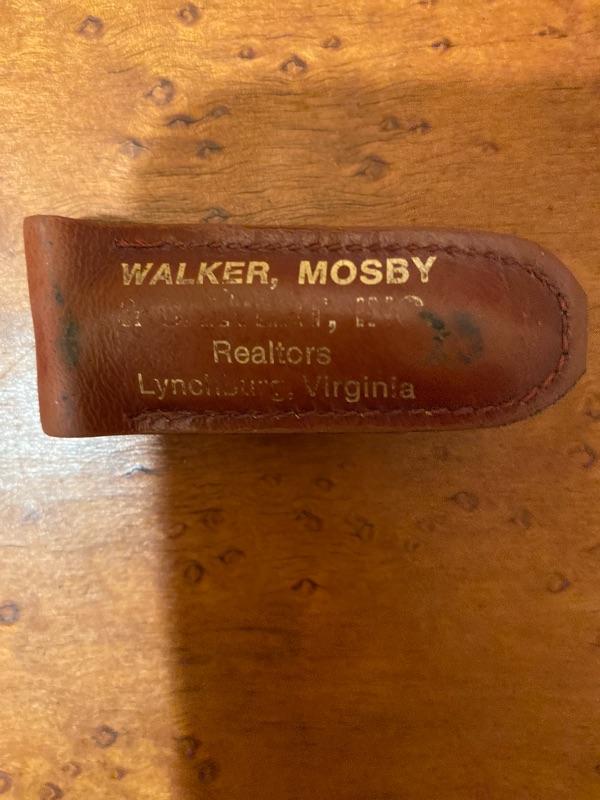 WALKER, MOSBY
&
Realtors
Lynchburg, Virginia